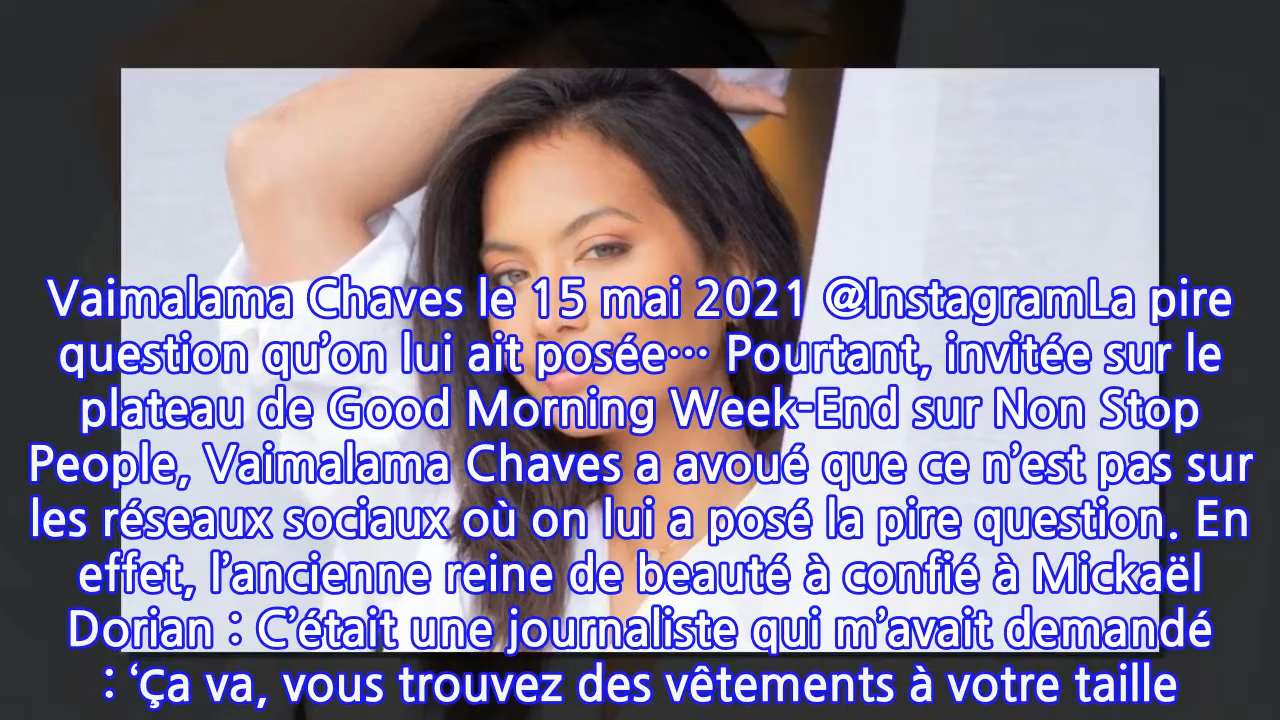 Vaimalama Chaves le 15 mai 2021 @InstagramLa pire
question qu’on lui ait posée… Pourtant, invitée sur le
plateau de Good Morning Week-End sur Non Stop
People, Vaimalama Chaves a avoué que ce n’est pas sur
les réseaux sociaux où on lui a posé la pire question. En
effet, l’ancienne reine de beauté à confié à Mickaël
Dorian : C’était une journaliste qui m’avait demandé
: ‘Ça va, vous trouvez des vêtements à votre taille